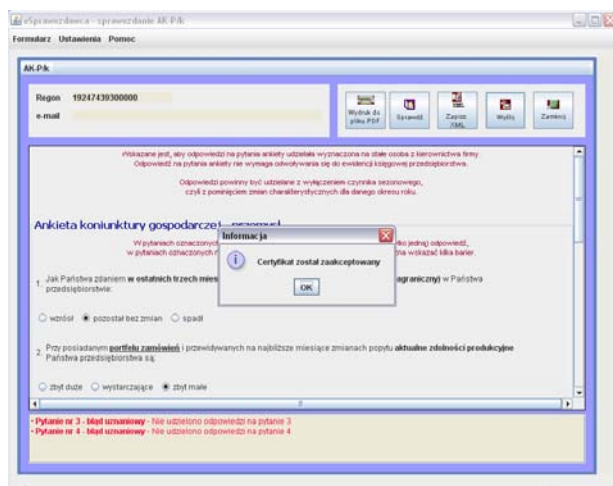 eSprawozdawca - sprawozdanie AK-P/k
Formularz Ustawienia Pomoc
AK-P/k
Regon 19247439300000
e-mail
Wydruk do pliku PDF
Sprawdź
Zapisz XML
Wyślij
Zamknij
Wskazane jest, aby odpowiedzi na pytania ankiety udzielała wyznaczona na stałe osoba z kierownictwa firmy.
Odpowiedź na pytania ankiety nie wymaga odwoływania się do ewidencji księgowej przedsiębiorstwa.
Odpowiedzi powinny być udzielane z wyłączeniem czynnika sezonowego,
czyli z pominięciem zmian charakterystycznych dla danego okresu roku.
Ankieta koniunktury gospodarczej - przemysł
W pytaniach oznaczonych jedną) odpowiedź,
w pytaniach oznaczonych wskazać kilka barier.
Informacja
Certyfikat został zaakceptowany
OK
1. Jak Państwa zdaniem w ostatnich trzech agraniczny) w Państwa
przedsiębiorstwie:
wzrósł pozostał bez zmian spadł
2. Przy posiadanym portfelu zamówień i przewidywanych na najbliższe miesiące zmianach popytu aktualne zdolności produkcyjne
Państwa przedsiębiorstwa są:
zbyt duże wystarczające zbyt małe
- Pytanie nr 3 - błąd uznaniowy - Nie udzielono odpowiedzi na pytanie 3
- Pytanie nr 4 - błąd uznaniowy - Nie udzielono odpowiedzi na pytanie 4